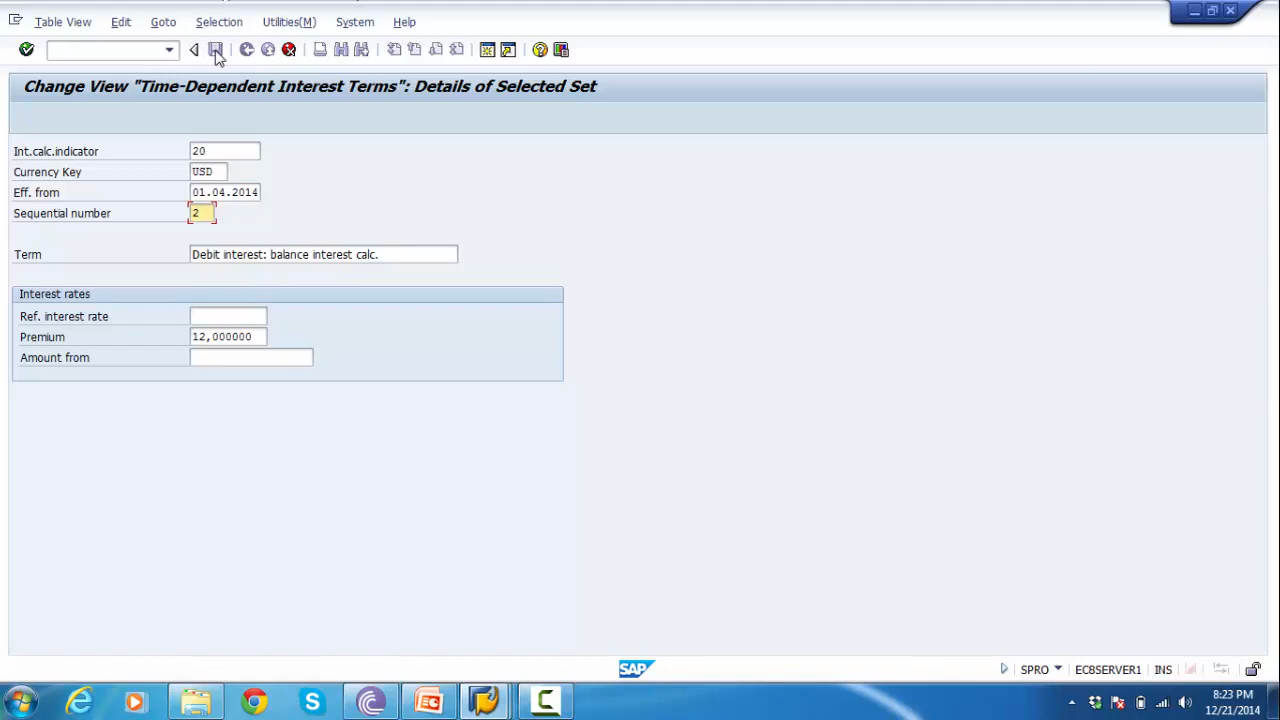 Table View Edit Goto Selection Utilities(M) System Help
Change View "Time-Dependent Interest Terms": Details of Selected Set
Int.calc.indicator 20
Currency Key USD
Eff. from 01.04.2014
Sequential number 2
Term Debit interest: balance interest calc.
Interest rates
Ref. interest rate
Premium 12,000000
Amount from
SAP SPRO EC8SERVER1 INS
8:23 PM
12/21/2014